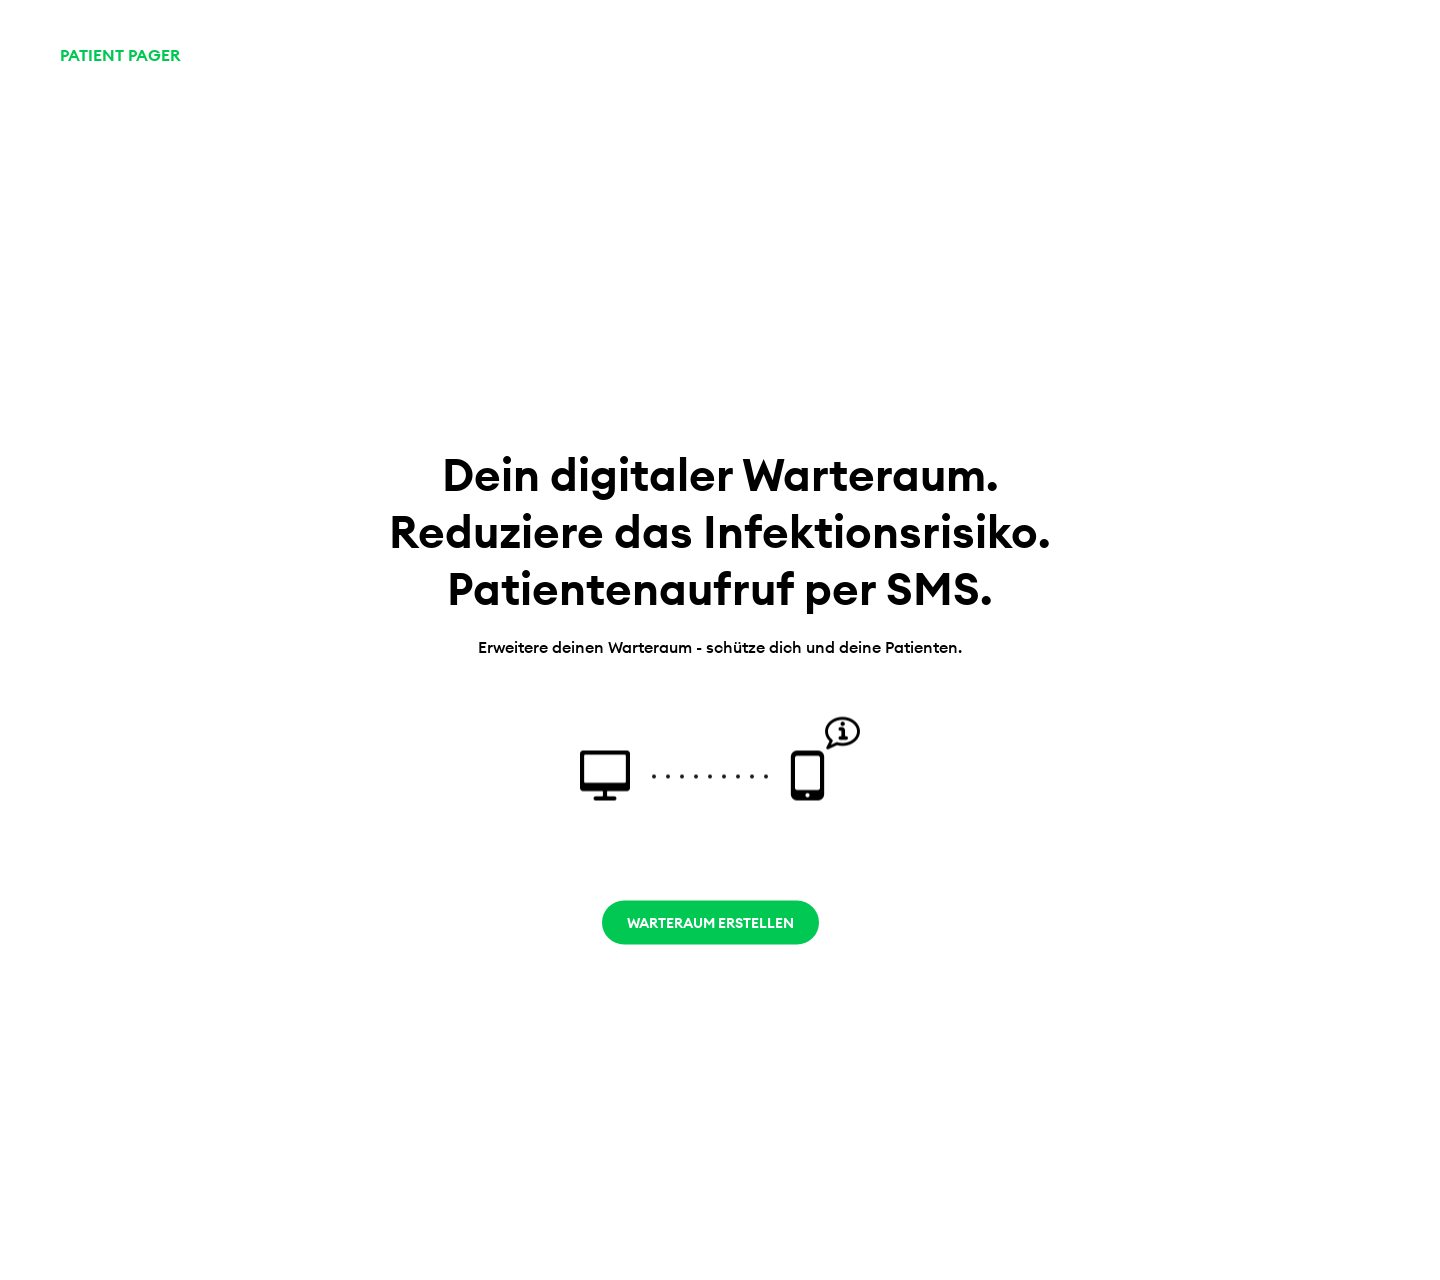 PATIENT PAGER
Dein digitaler Warteraum.
Reduziere das Infektionsrisiko.
Patientenaufruf per SMS.
Erweitere deinen Warteraum - schütze dich und deine Patienten.
WARTERAUM ERSTELLEN